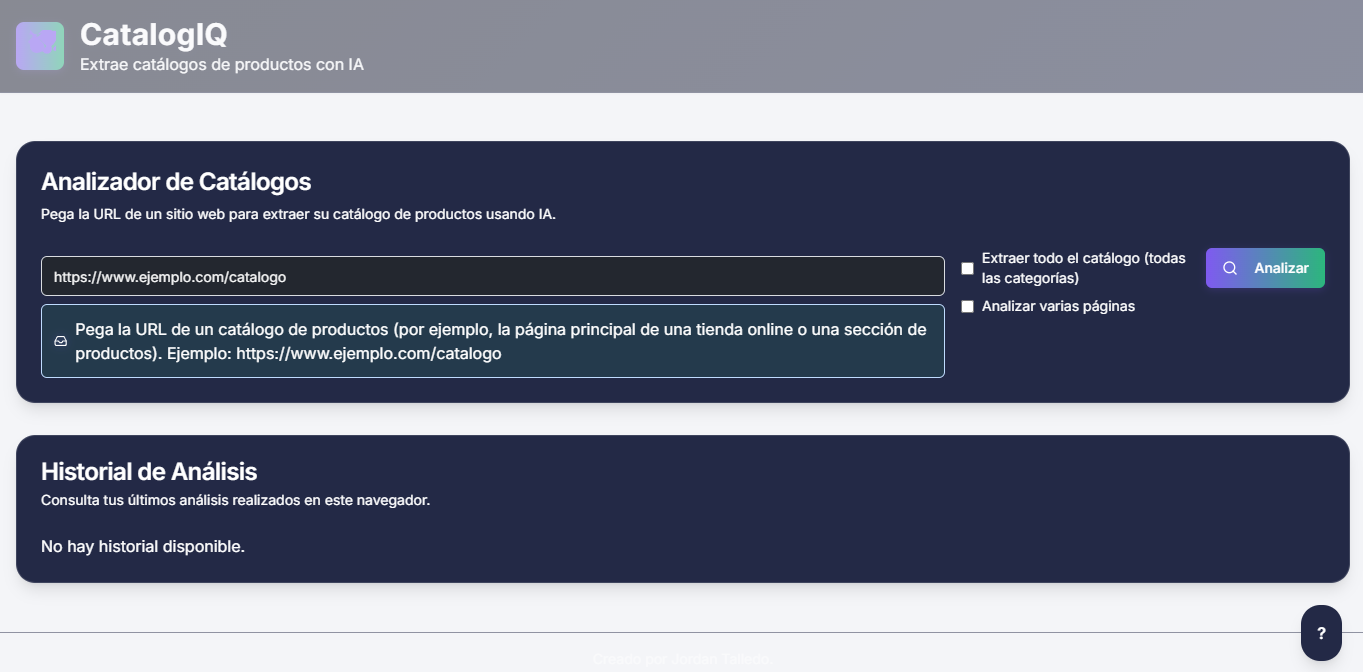 CatalogIQ
Extrae catálogos de productos con IA
Analizador de Catálogos
Pega la URL de un sitio web para extraer su catálogo de productos usando IA.
https://www.ejemplo.com/catalogo
Pega la URL de un catálogo de productos (por ejemplo, la página principal de una tienda online o una sección de
productos). Ejemplo: https://www.ejemplo.com/catalogo
Extraer todo el catálogo (todas
las categorías)
Analizar varias páginas
Analizar
Historial de Análisis
Consulta tus últimos análisis realizados en este navegador.
No hay historial disponible.
?
Creado por Jordan